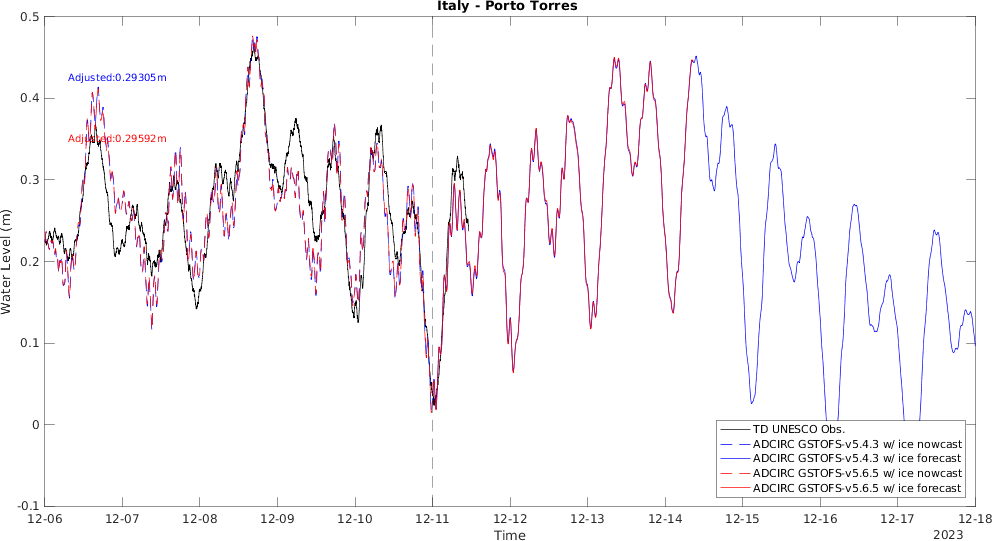 Italy - Porto Torres
0.5
0.4
0.3
0.2
0.1
0
-0.1
Water Level (m)
Adjusted:0.29305m
Adjusted:0.29592m
TD UNESCO Obs.
ADCIRC GSTOFS-v5.4.3 w/ ice nowcast
ADCIRC GSTOFS-v5.4.3 w/ ice forecast
ADCIRC GSTOFS-v5.6.5 w/ ice nowcast
ADCIRC GSTOFS-v5.6.5 w/ ice forecast
12-06 12-07 12-08 12-09 12-10 12-11 12-12 12-13 12-14 12-15 12-16 12-17 12-18
Time
2023